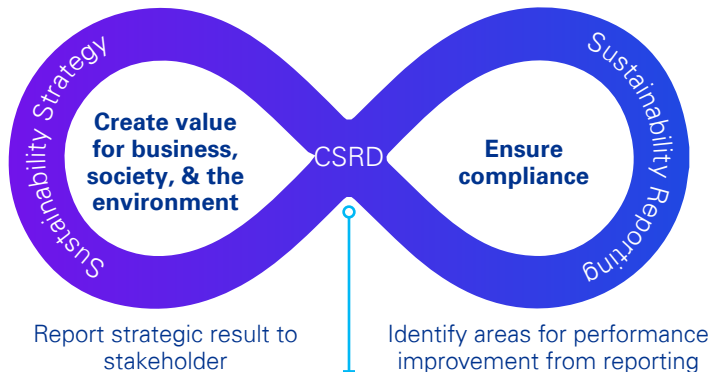 Sustainability Strategy
Create value
for business,
society, & the
environment
CSRD
Ensure
compliance
Sustainability Reporting
Report strategic result to
stakeholder
Identify areas for performance
improvement from reporting